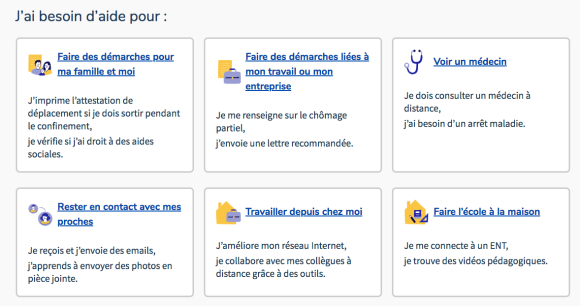 J'ai besoin d'aide pour :
Faire des démarches pour
ma famille et moi
J'imprime l'attestation de
déplacement si je dois sortir pendant
le confinement,
je vérifie si j'ai droit à des aides
sociales.
Faire des démarches liées à
mon travail ou mon
entreprise
Je me renseigne sur le chômage
partiel,
j'envoie une lettre recommandée.
Voir un médecin
Je dois consulter un médecin à
distance,
j'ai besoin d'un arrêt maladie.
Rester en contact avec mes
proches
Je reçois et j'envoie des emails,
j'apprends à envoyer des photos en
pièce jointe.
Travailler depuis chez moi
J'améliore mon réseau Internet,
je collabore avec mes collègues à
distance grâce à des outils.
Faire l'école à la maison
Je me connecte à un ENT,
je trouve des vidéos pédagogiques.